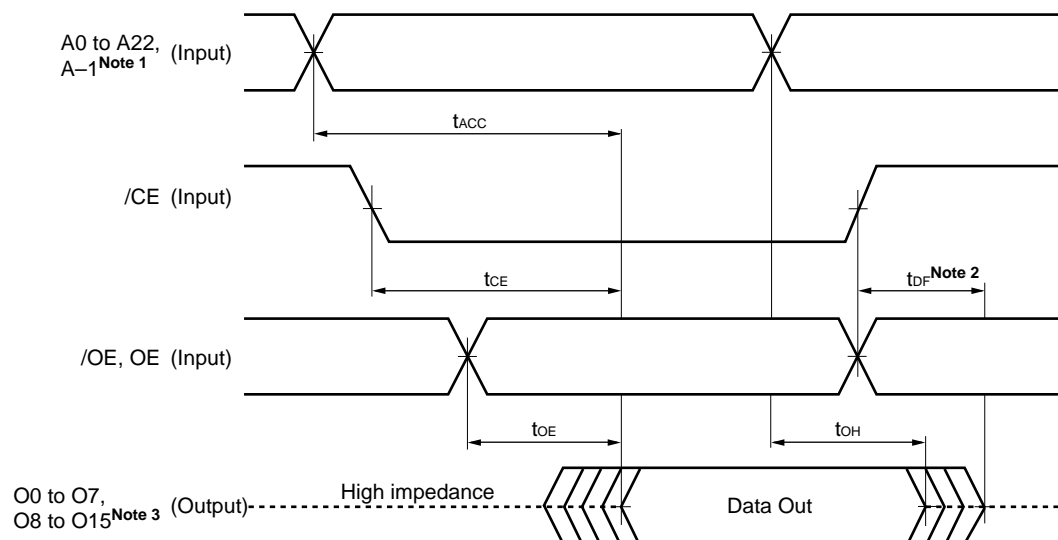 A0 to A22,
A–1Note 1 (Input)
tACC
/CE (Input)
tCE
tDFNote 2
/OE, OE (Input)
tOE
tOH
O0 to O7,
O8 to O15Note 3 (Output)
High impedance
Data Out